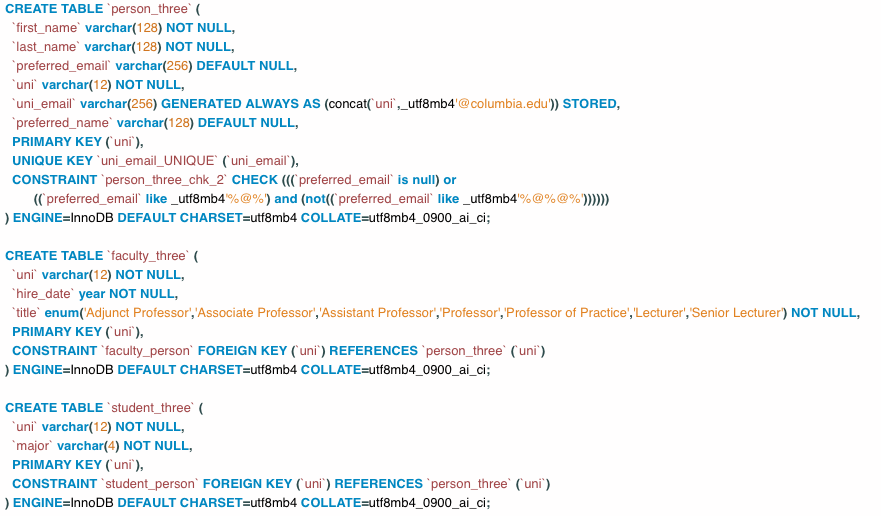 CREATE TABLE `person_three` (
`first_name` varchar(128) NOT NULL,
`last_name` varchar(128) NOT NULL,
`preferred_email` varchar(256) DEFAULT NULL,
`uni` varchar(12) NOT NULL,
`uni_email` varchar(256) GENERATED ALWAYS AS (concat(`uni`,_utf8mb4'@columbia.edu')) STORED,
`preferred_name` varchar(128) DEFAULT NULL,
PRIMARY KEY (`uni`),
UNIQUE KEY `uni_email_UNIQUE` (`uni_email`),
CONSTRAINT `person_three_chk_2` CHECK (((`preferred_email` is null) or
((`preferred_email` like _utf8mb4'%@%') and (not((`preferred_email` like _utf8mb4'%@%@%'))))))
) ENGINE=InnoDB DEFAULT CHARSET=utf8mb4 COLLATE=utf8mb4_0900_ai_ci;
CREATE TABLE `faculty_three` (
`uni` varchar(12) NOT NULL,
`hire_date` year NOT NULL,
`title` enum('Adjunct Professor','Associate Professor','Assistant Professor','Professor','Professor of Practice','Lecturer','Senior Lecturer') NOT NULL,
PRIMARY KEY (`uni`),
CONSTRAINT `faculty_person` FOREIGN KEY (`uni`) REFERENCES `person_three` (`uni`)
) ENGINE=InnoDB DEFAULT CHARSET=utf8mb4 COLLATE=utf8mb4_0900_ai_ci;
CREATE TABLE `student_three` (
`uni` varchar(12) NOT NULL,
`major` varchar(4) NOT NULL,
PRIMARY KEY (`uni`),
CONSTRAINT `student_person` FOREIGN KEY (`uni`) REFERENCES `person_three` (`uni`)
) ENGINE=InnoDB DEFAULT CHARSET=utf8mb4 COLLATE=utf8mb4_0900_ai_ci;